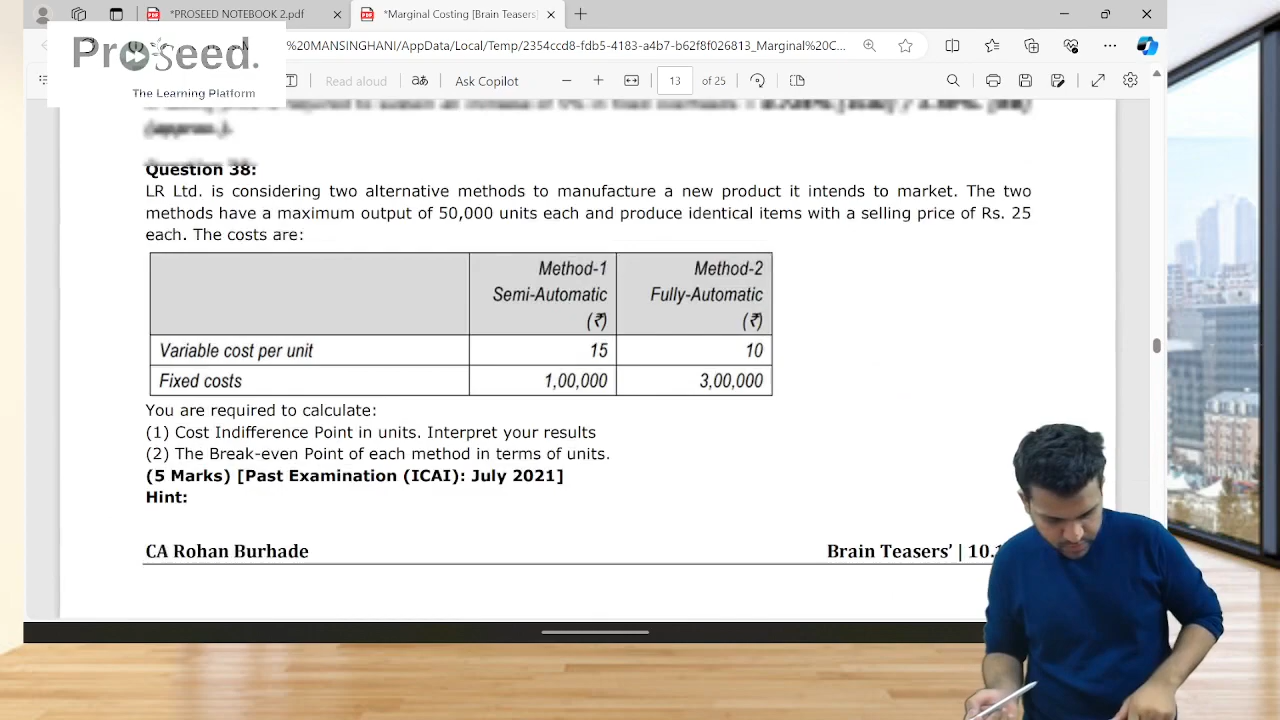 *PROSEED NOTEBOOK 2.pdf
*Marginal Costing [Brain Teasers]
Proseed.
The Learning Platform
%20MANSINGHANI/AppData/Local/Temp/2354ccd8-fdb5-4183-a4b7-b62f8f026813_Marginal%20C...
Read aloud
aあ
Ask Copilot
13
of 25
(approx.).
Question 38:
LR Ltd. is considering two alternative methods to manufacture a new product it intends to market. The two
methods have a maximum output of 50,000 units each and produce identical items with a selling price of Rs. 25
each. The costs are:
Method-1
Semi-Automatic
(₹)
Method-2
Fully-Automatic
(₹)
Variable cost per unit 15 10
Fixed costs 1,00,000 3,00,000
You are required to calculate:
(1) Cost Indifference Point in units. Interpret your results
(2) The Break-even Point of each method in terms of units.
(5 Marks) [Past Examination (ICAI): July 2021]
Hint:
CA Rohan Burhade
Brain Teasers' | 10.